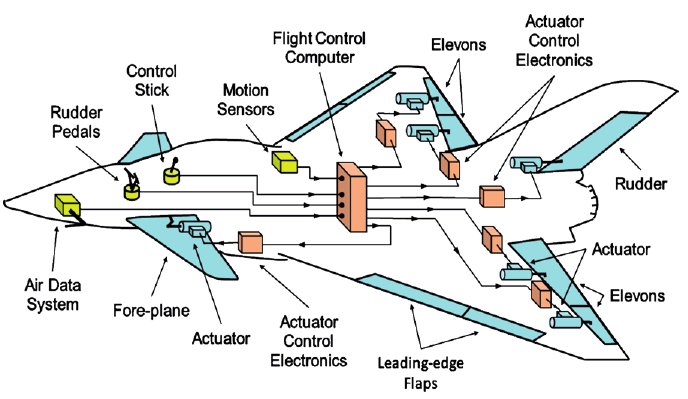 Actuator
Control
Electronics
Flight Control
Computer
Elevons
Control
Stick
Motion
Sensors
Rudder
Pedals
Rudder
Air Data
System
Fore-plane
Actuator
Actuator
Control
Electronics
Leading-edge
Flaps
Actuator
Elevons